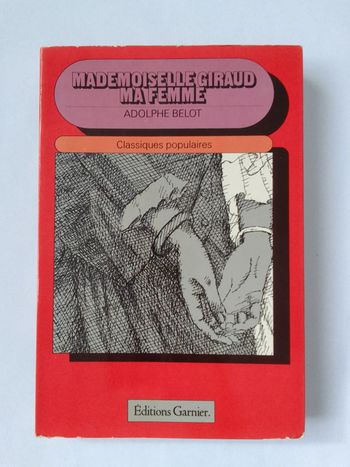 MADEMOISELLE GIRAUD
MA FEMME
ADOLPHE BELOT
Classiques populaires
Éditions Garnier.